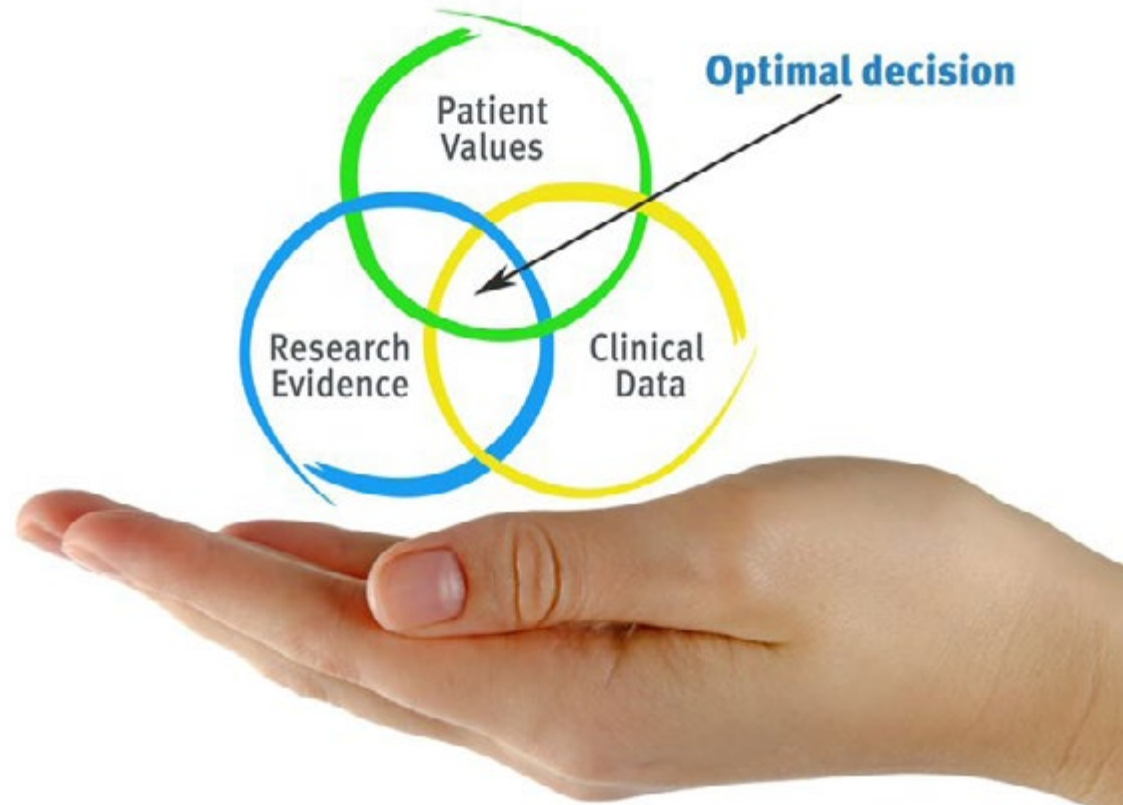 Optimal decision
Patient
Values
Research
Evidence
Clinical
Data